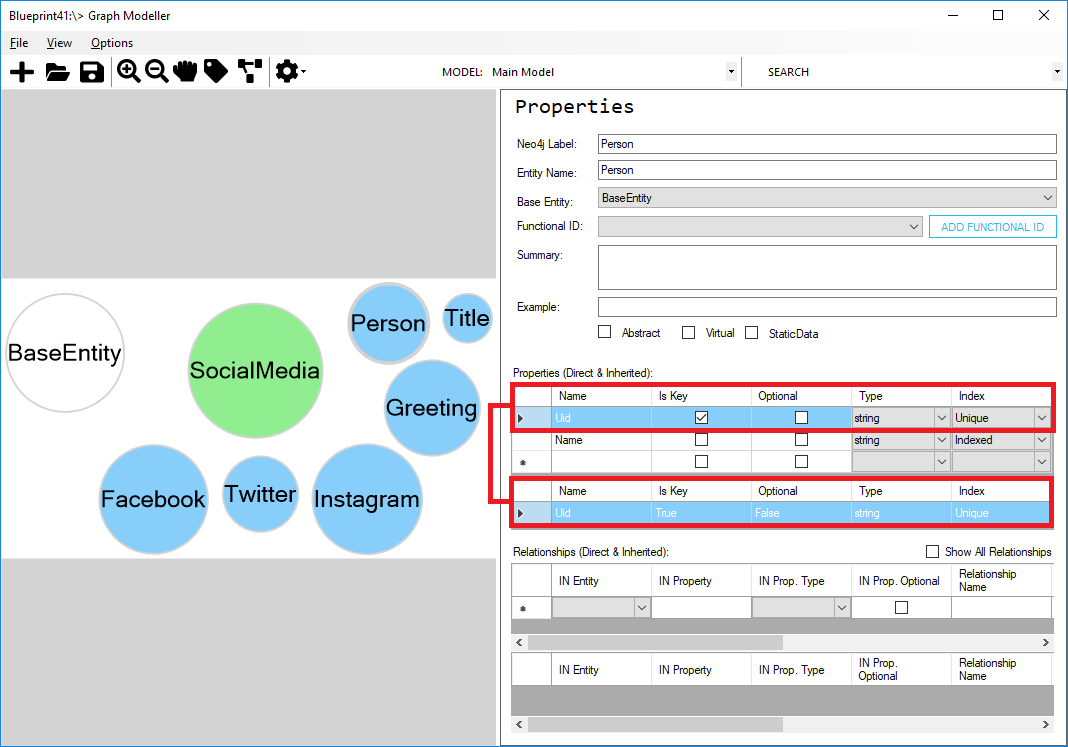 Blueprint41:\> Graph Modeller
File View Options
MODEL: Main Model SEARCH
BaseEntity
SocialMedia
Person
Title
Greeting
Facebook
Twitter
Instagram
Properties
Neo4j Label: Person
Entity Name: Person
Base Entity: BaseEntity
Functional ID: ADD FUNCTIONAL ID
Summary:
Example:
Abstract Virtual StaticData
Properties (Direct & Inherited):
Name Is Key Optional Type Index
Uid string Unique
Name string Indexed
Name Is Key Optional Type Index
Uid True False string Unique
Relationships (Direct & Inherited): Show All Relationships
IN Entity IN Property IN Prop. Type IN Prop. Optional Relationship
Name
IN Entity IN Property IN Prop. Type IN Prop.
Optional Relationship
Name